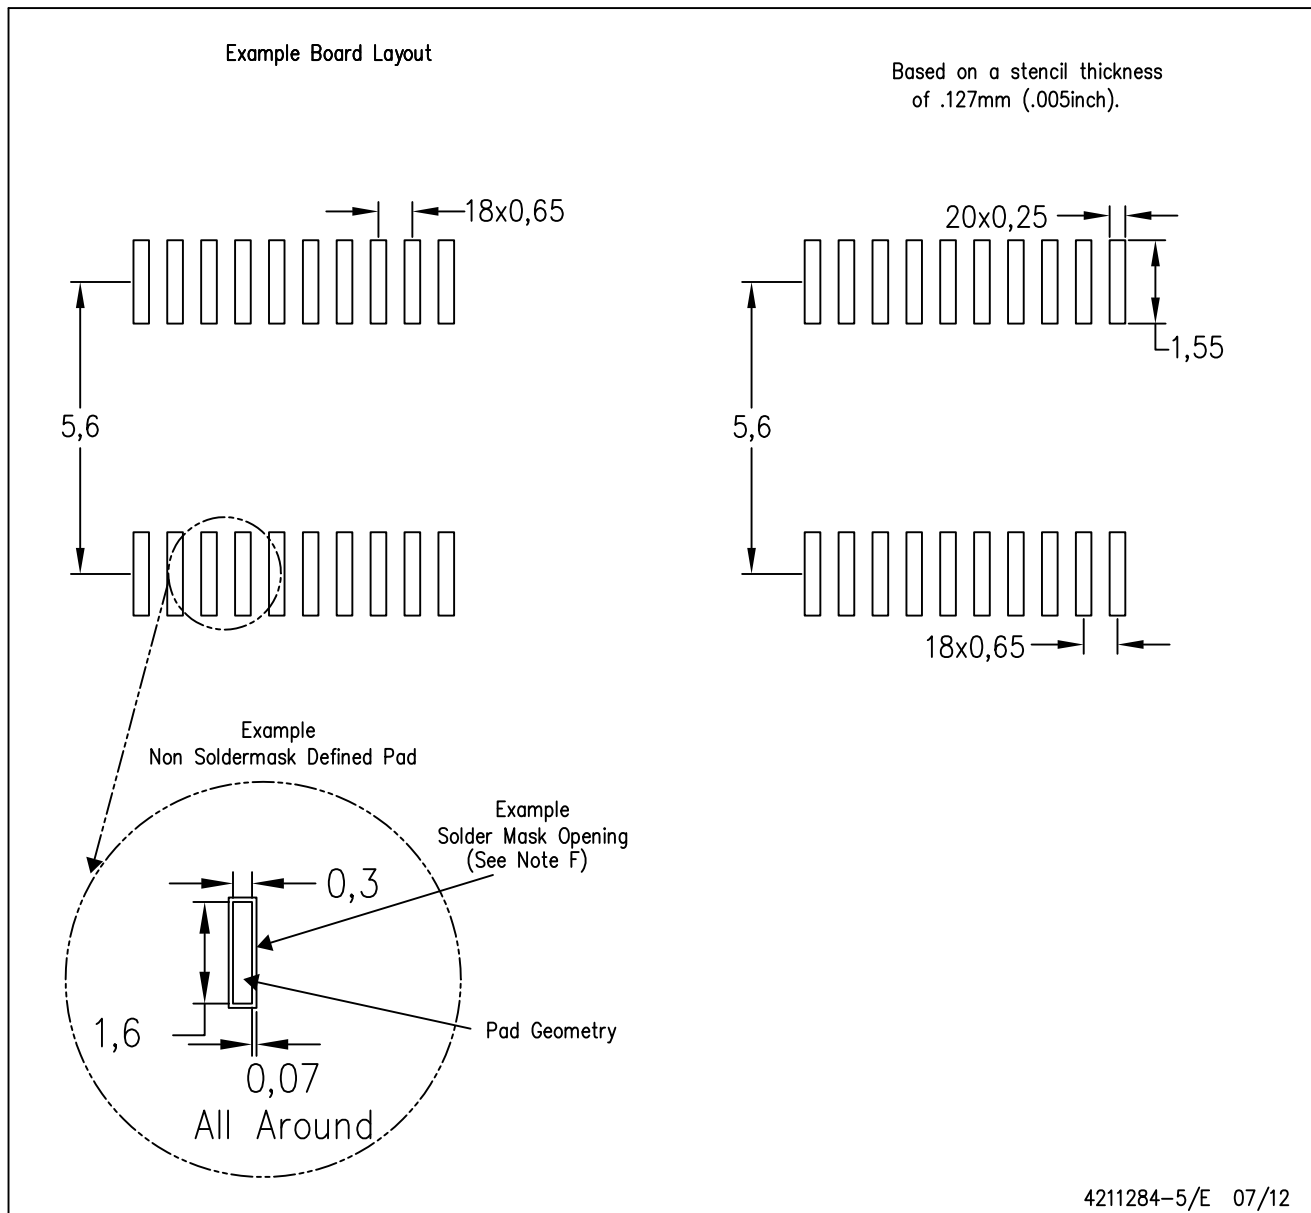 Example Board Layout
Based on a stencil thickness
of .127mm (.005inch).
18x0,65
5,6
20x0,25
1,55
5,6
18x0,65
Example
Non Soldermask Defined Pad
Example
Solder Mask Opening
(See Note F)
0,3
1,6
Pad Geometry
0,07
All Around
4211284-5/E 07/12